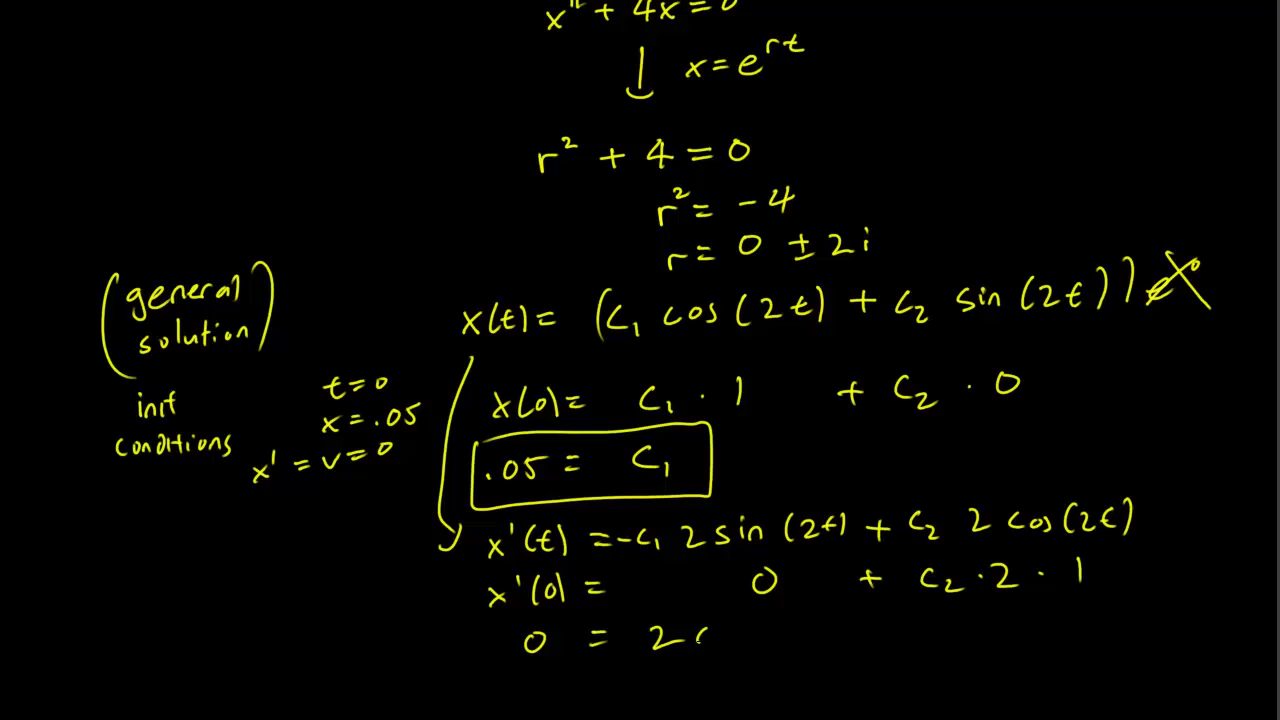 x'' + 4x = 0
x = e^{rt}
r² + 4 = 0
r² = -4
r = 0 ± 2i
(general solution)
x(t) = (c₁ cos(2t) + c₂ sin(2t))
init conditions
t = 0
x = .05
x' = v = 0
x(0) = c₁ · 1 + c₂ · 0
.05 = c₁
x'(t) = -c₁ 2 sin(2t) + c₂ 2 cos(2t)
x'(0) = 0 + c₂ · 2 · 1
0 = 2